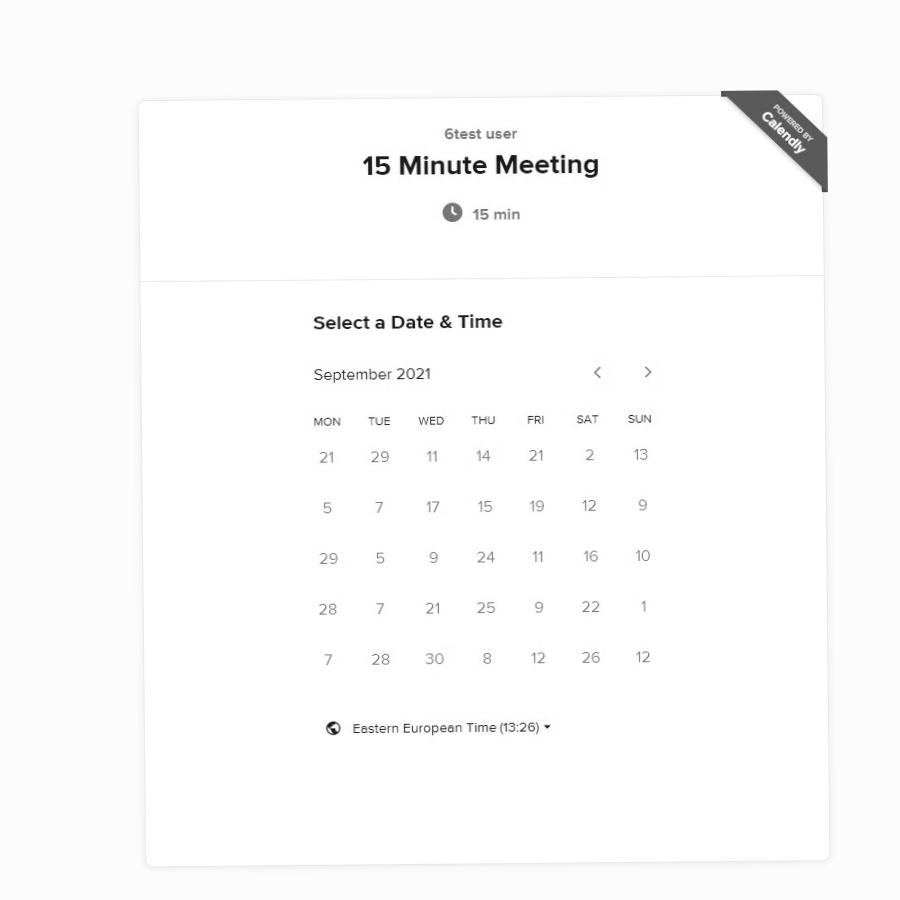 POWERED BY
Calendly
6test user
15 Minute Meeting
15 min
Select a Date & Time
September 2021
MON TUE WED THU FRI SAT SUN
21 29 11 14 21 2 13
5 7 17 15 19 12 9
29 5 9 24 11 16 10
28 7 21 25 9 22 1
7 28 30 8 12 26 12
Eastern European Time (13:26)